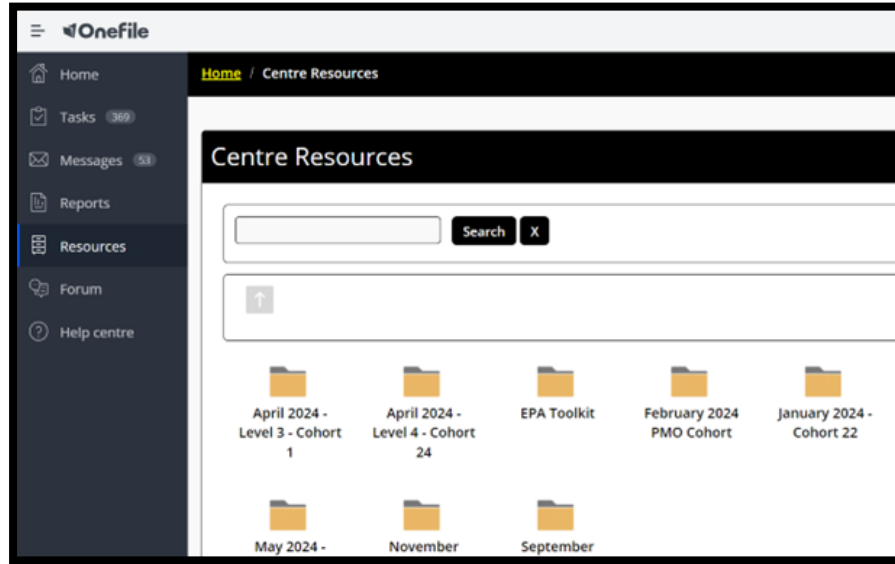 Onefile
Home
Tasks 369
Messages 53
Reports
Resources
Forum
Help centre
Home / Centre Resources
Centre Resources
Search X
April 2024 -
Level 3 - Cohort
1
April 2024 -
Level 4 - Cohort
24
EPA Toolkit
February 2024
PMO Cohort
January 2024 -
Cohort 22
May 2024 -
November
September